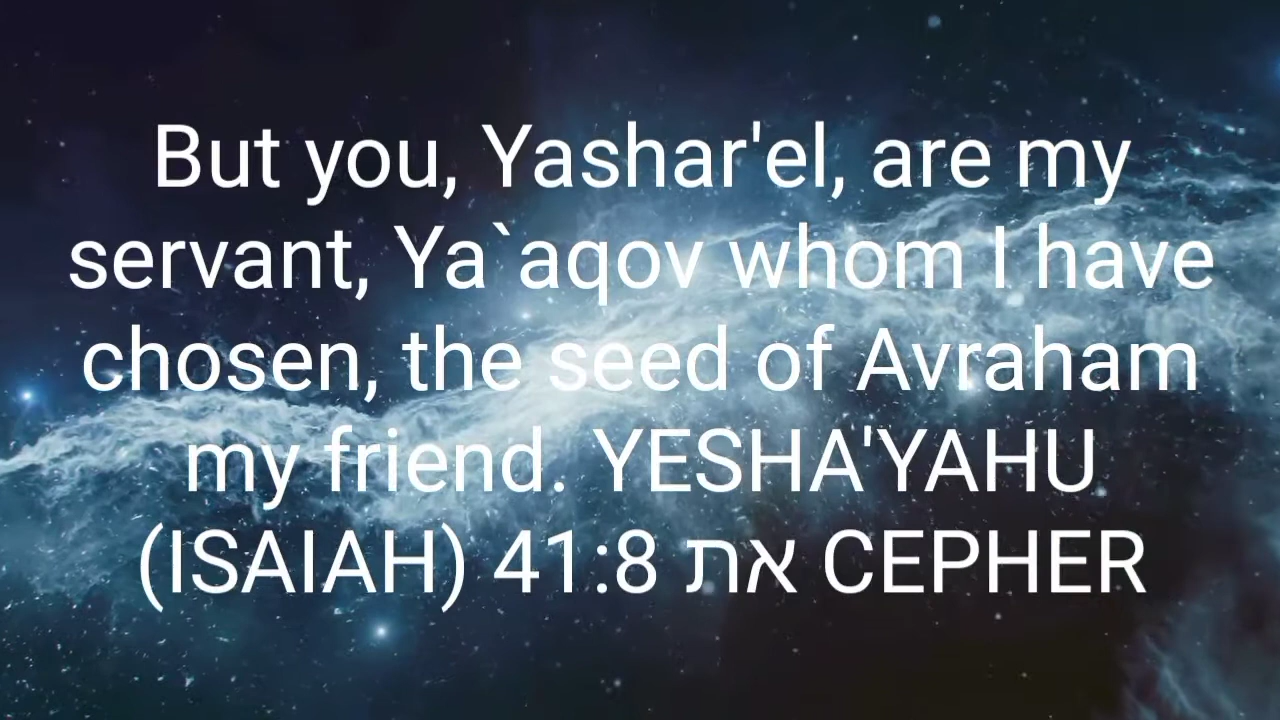 But you, Yashar'el, are my
servant, Ya`aqov whom I have
chosen, the seed of Avraham
my friend. YESHA'YAHU
(ISAIAH) 41:8 את CEPHER